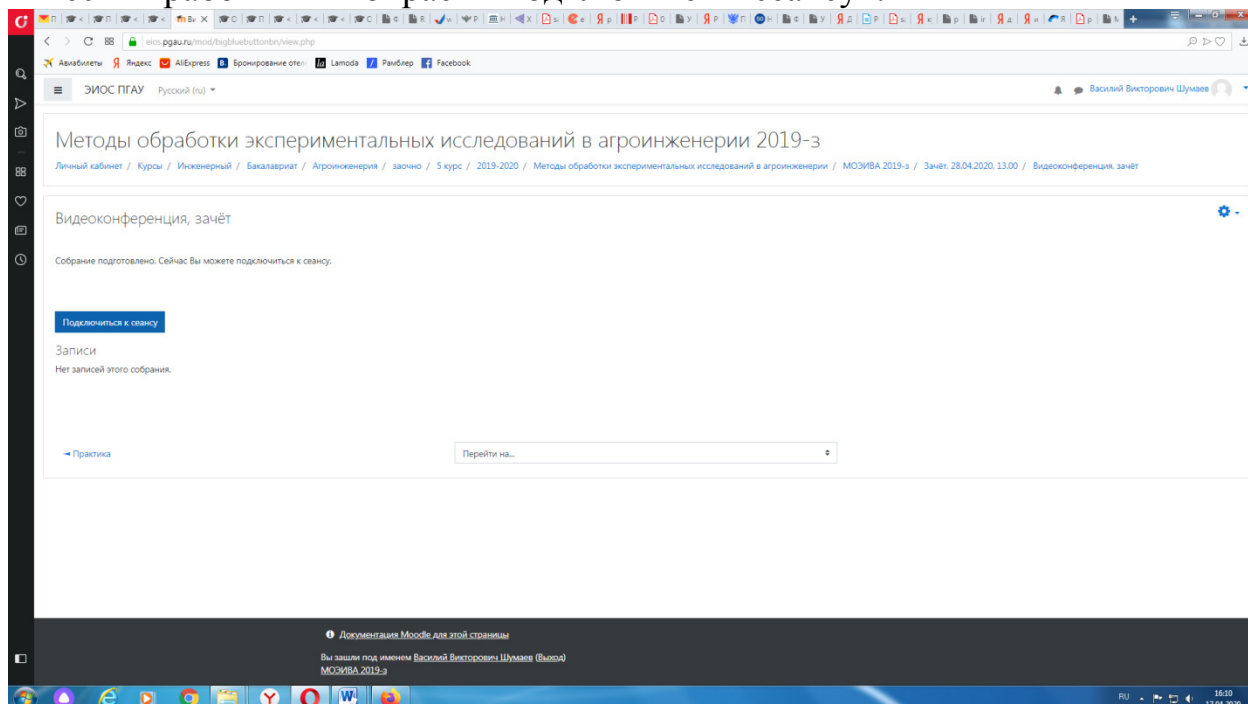 eios.pgau.ru/mod/bigbluebuttonbn/view.php
Авиабилеты Яндекс AliExpress Бронирование отел Lamoda Рамблер Facebook
ЭИОС ПГАУ Русский (ru) Василий Викторович Шумаев
Методы обработки экспериментальных исследований в агроинженерии 2019-з
Личный кабинет / Курсы / Инженерный / Бакалавриат / Агроинженерия / заочно / 5 курс / 2019-2020 / Методы обработки экспериментальных исследований в агроинженерии / МОЭИВА 2019-з / Зачёт, 28.04.2020, 13.00 / Видеоконференция, зачёт
Видеоконференция, зачёт
Собрание подготовлено. Сейчас Вы можете подключиться к сеансу.
Подключиться к сеансу
Записи
Нет записей этого собрания.
◄ Практика Перейти на...
Документация Moodle для этой страницы
Вы зашли под именем Василий Викторович Шумаев (Выход)
МОЭИВА 2019-з
RU 16:10
17.04.2020